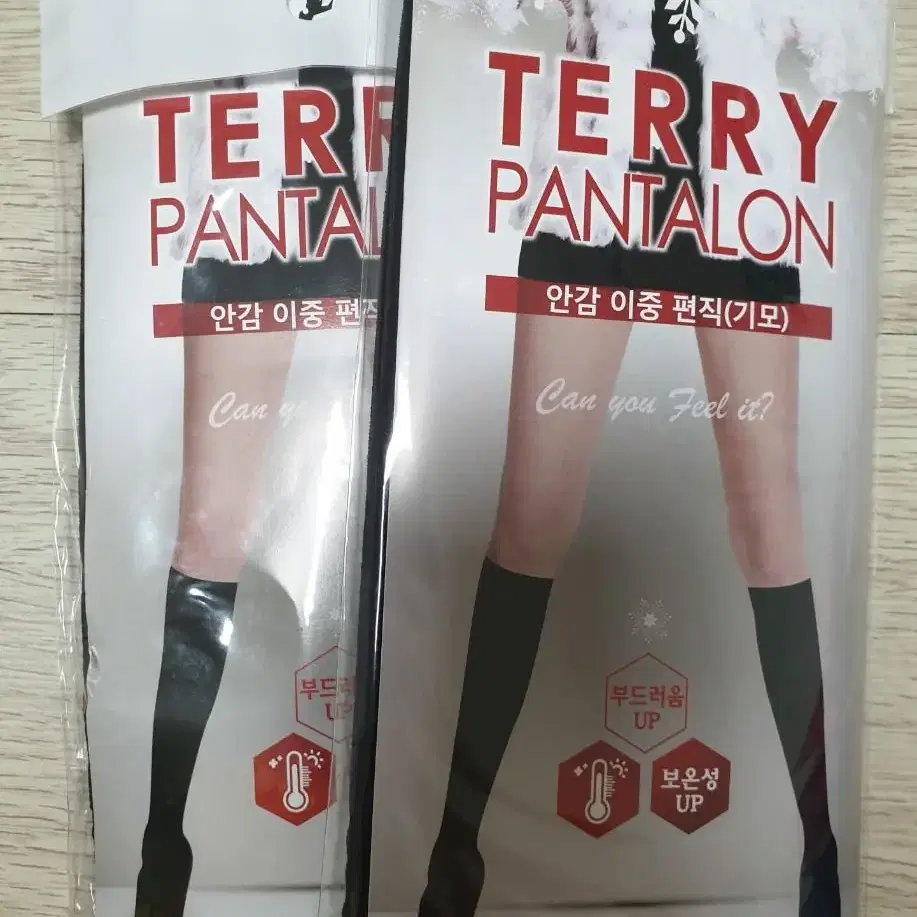 TERR
PANTAL
안감 이중 편직
Can yo
부드러
UP
TERRY
PANTALON
안감 이중 편직(기모)
Can you Feel it?
부드러움
UP
보온성
UP